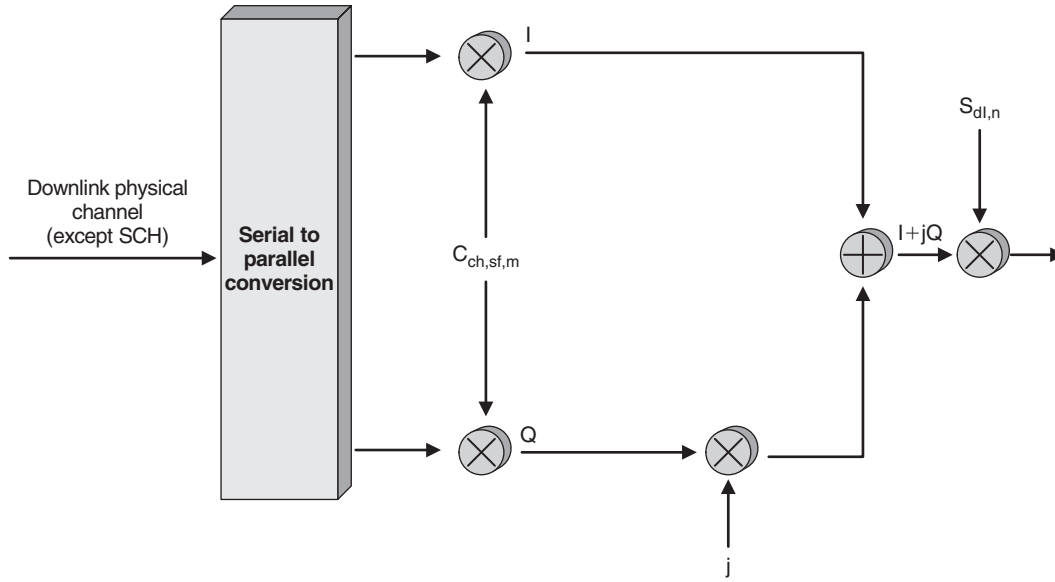 I
S_dl,n
Downlink physical
channel
(except SCH)
Serial to
parallel
conversion
C_ch,sf,m
I+jQ
Q
j